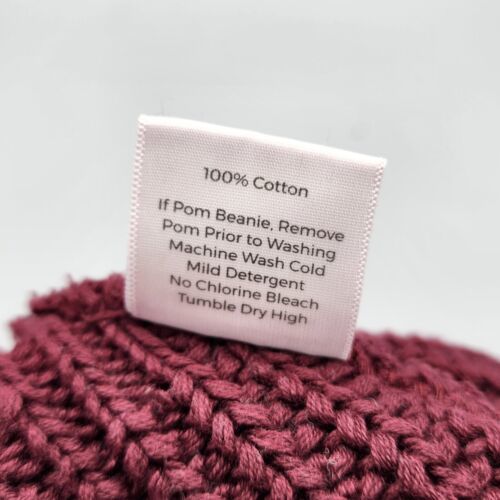 100% Cotton
If Pom Beanie, Remove
Pom Prior to Washing
Machine Wash Cold
Mild Detergent
No Chlorine Bleach
Tumble Dry High